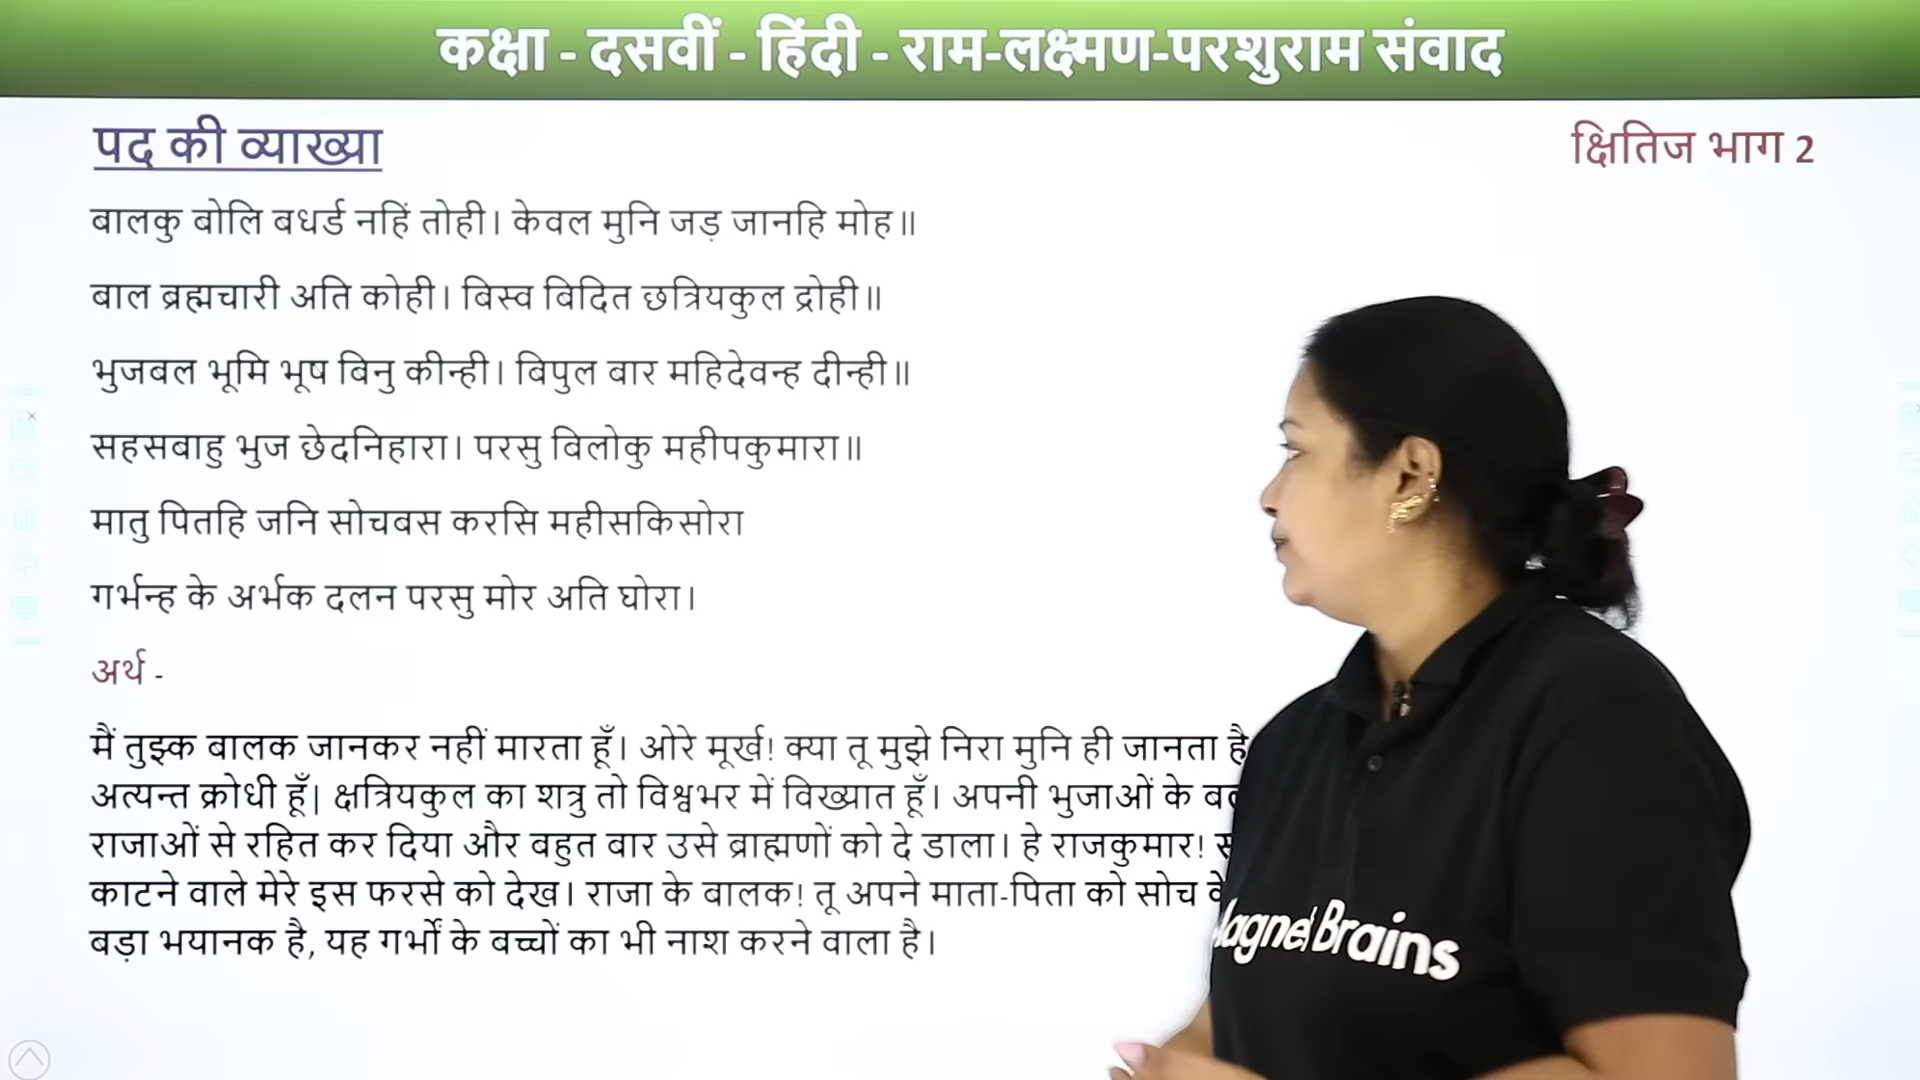 कक्षा - दसवीं - हिंदी - राम-लक्ष्मण-परशुराम संवाद
पद की व्याख्या
क्षितिज भाग 2
बालकु बोलि बधर्ड नहिं तोही। केवल मुनि जड़ जानहि मोह॥
बाल ब्रह्मचारी अति कोही। बिस्व बिदित छत्रियकुल द्रोही॥
भुजबल भूमि भूष बिनु कीन्ही। बिपुल बार महिदेवन्ह दीन्ही॥
सहसबाहु भुज छेदनिहारा। परसु बिलोकु महीपकुमारा॥
मातु पितहि जनि सोचबस करसि महीसकिसोरा
गर्भन्ह के अर्भक दलन परसु मोर अति घोरा।
अर्थ -
मैं तुझ्क बालक जानकर नहीं मारता हूँ। ओरे मूर्ख! क्या तू मुझे निरा मुनि ही जानता है
अत्यन्त क्रोधी हूँ| क्षत्रियकुल का शत्रु तो विश्वभर में विख्यात हूँ। अपनी भुजाओं के
राजाओं से रहित कर दिया और बहुत बार उसे ब्राह्मणों को दे डाला। हे राजकुमार!
काटने वाले मेरे इस फरसे को देख। राजा के बालक! तू अपने माता-पिता को सोच
बड़ा भयानक है, यह गर्भों के बच्चों का भी नाश करने वाला है।
Brains